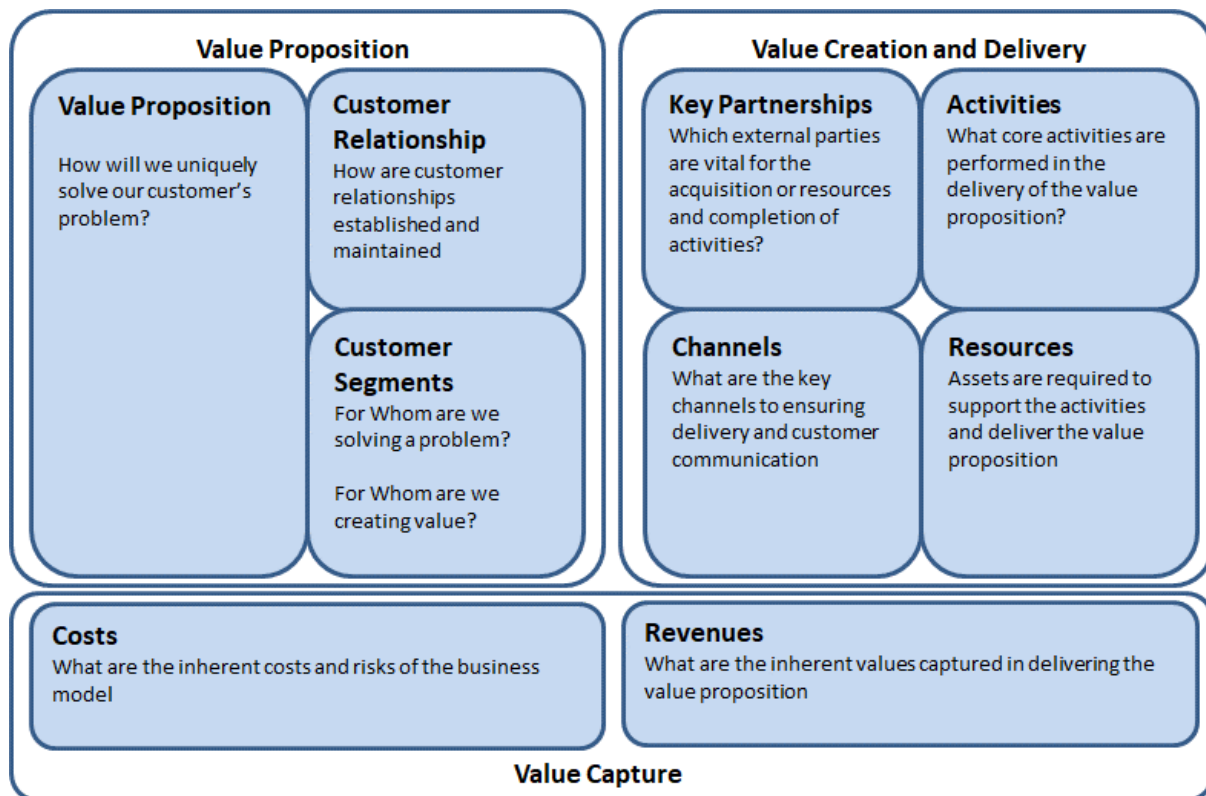 Value Proposition
Value Proposition
How will we uniquely
solve our customer's
problem?
Customer
Relationship
How are customer
relationships
established and
maintained
Customer
Segments
For Whom are we
solving a problem?
For Whom are we
creating value?
Value Creation and Delivery
Key Partnerships
Which external parties
are vital for the
acquisition or resources
and completion of
activities?
Activities
What core activities are
performed in the
delivery of the value
proposition?
Channels
What are the key
channels to ensuring
delivery and customer
communication
Resources
Assets are required to
support the activities
and deliver the value
proposition
Costs
What are the inherent costs and risks of the business
model
Revenues
What are the inherent values captured in delivering the
value proposition
Value Capture